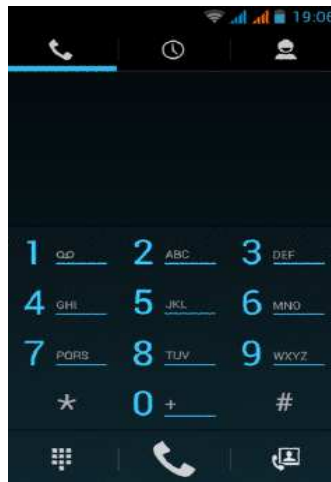 19:06
1 2 ABC 3 DEF
4 GHI 5 JKL 6 MNO
7 PQRS 8 TUV 9 WXYZ
* 0 + #